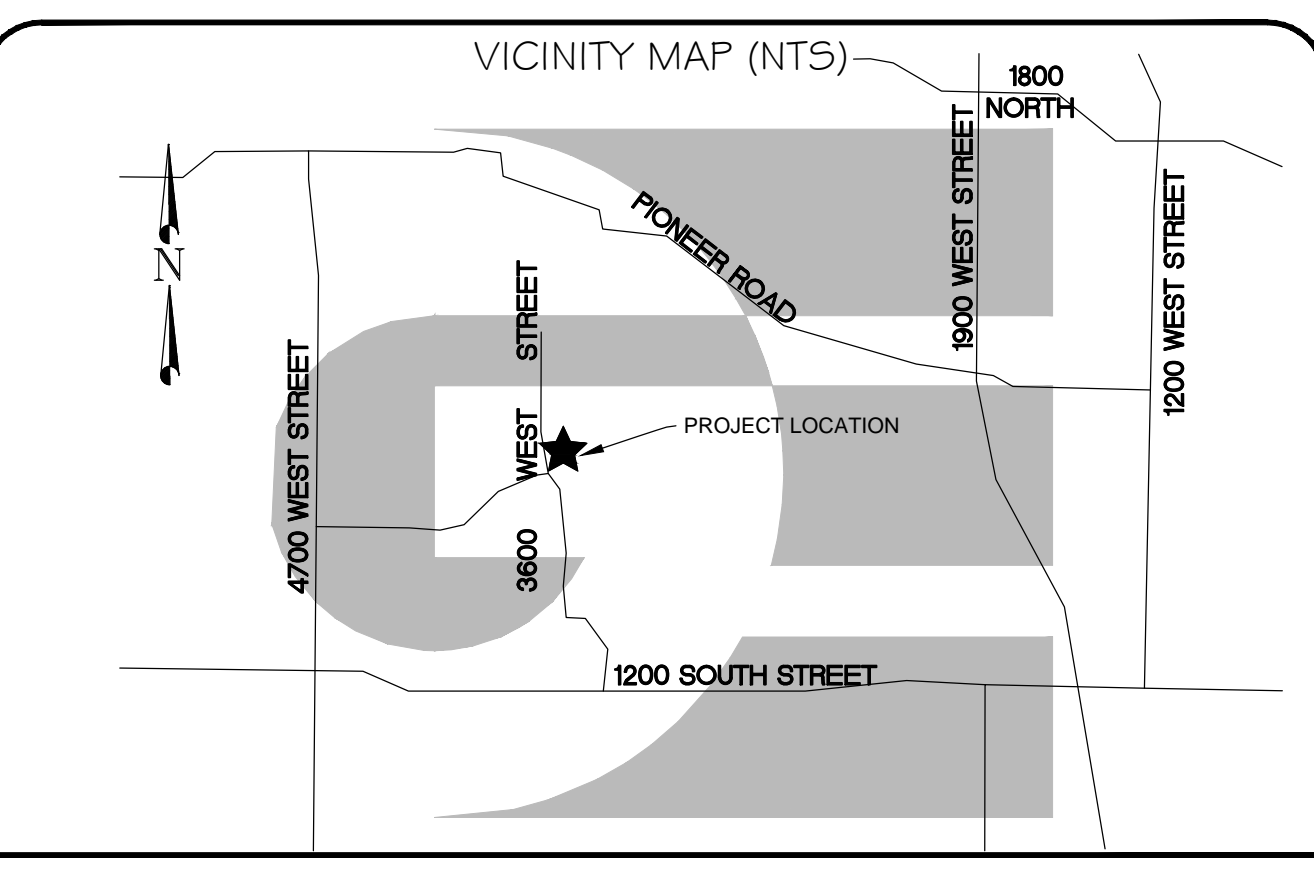 VICINITY MAP (NTS)
1800
NORTH
N
PIONEER ROAD
1900 WEST STREET
1200 WEST STREET
4700 WEST STREET
3600 WEST STREET
PROJECT LOCATION
1200 SOUTH STREET